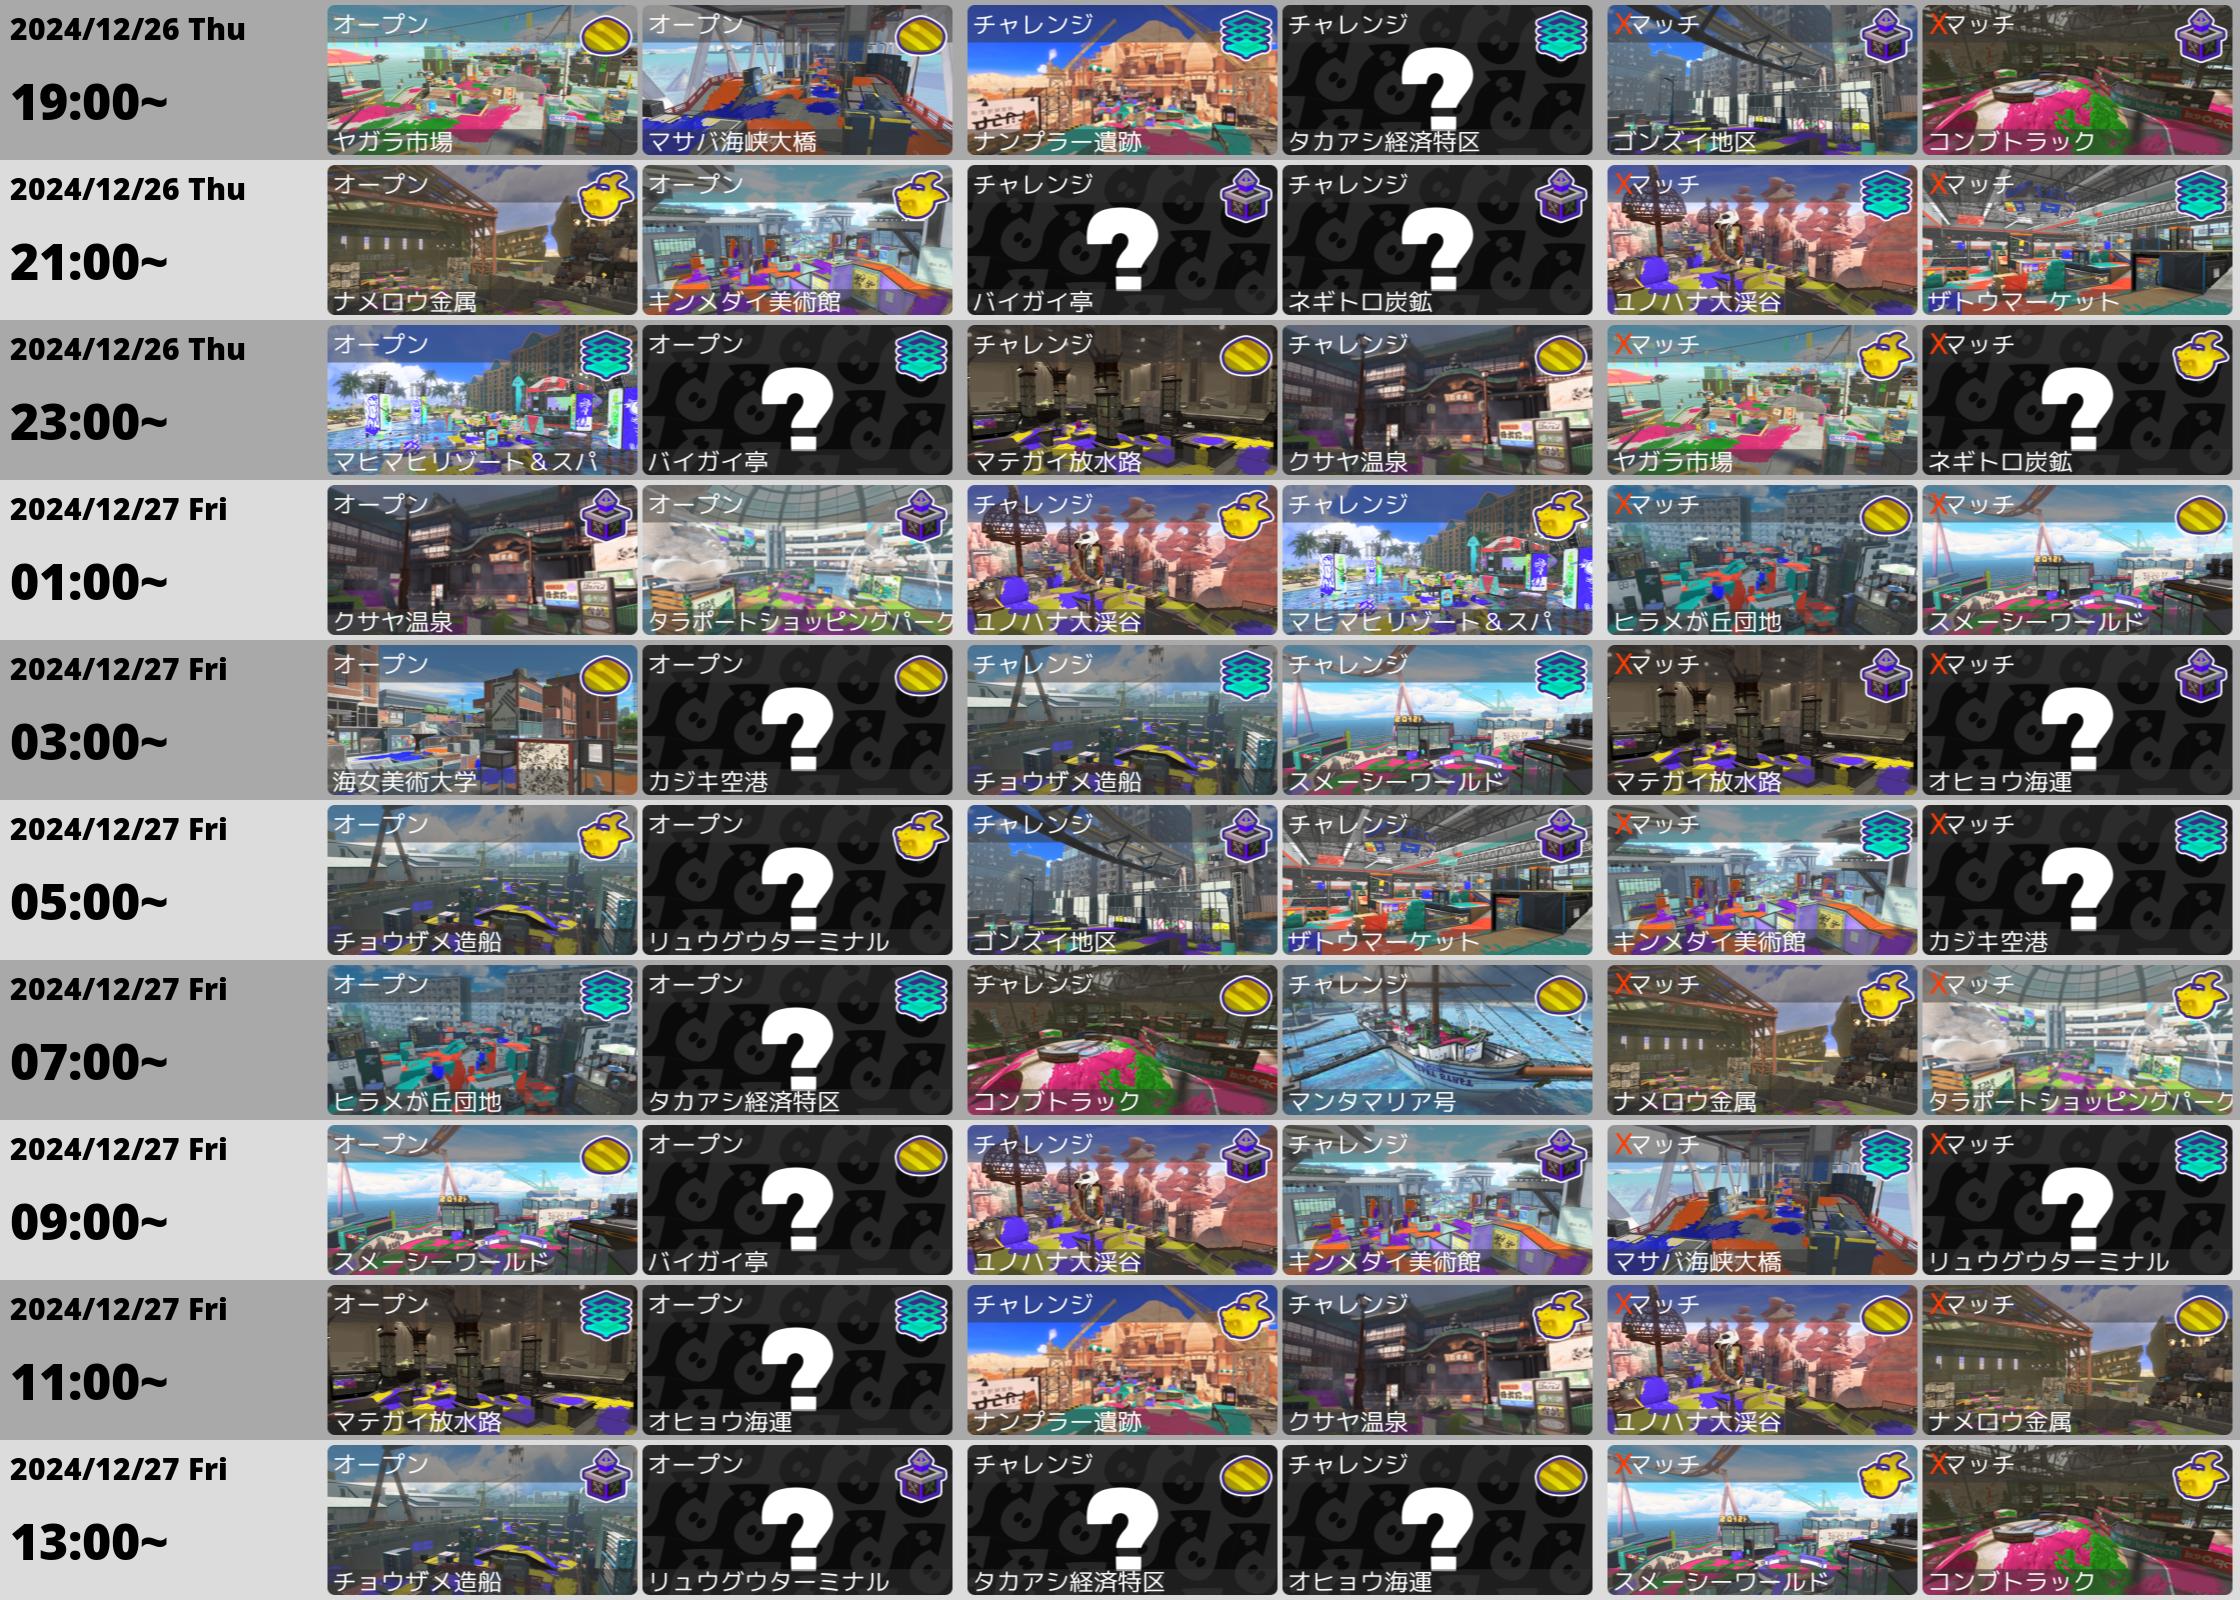 2024/12/26 Thu
19:00~
オープン
ヤガラ市場
オープン
マサバ海峡大橋
チャレンジ
ナンプラー遺跡
チャレンジ
タカアシ経済特区
Xマッチ
ゴンズイ地区
Xマッチ
コンブトラック
2024/12/26 Thu
21:00~
オープン
ナメロウ金属
オープン
キンメダイ美術館
チャレンジ
バイガイ亭
チャレンジ
ネギトロ炭鉱
Xマッチ
ユノハナ大渓谷
Xマッチ
ザトウマーケット
2024/12/26 Thu
23:00~
オープン
マヒマヒリゾート&スパ
オープン
バイガイ亭
チャレンジ
マテガイ放水路
チャレンジ
クサヤ温泉
Xマッチ
ヤガラ市場
Xマッチ
ネギトロ炭鉱
2024/12/27 Fri
01:00~
オープン
クサヤ温泉
オープン
タラポートショッピングパーク
チャレンジ
ユノハナ大渓谷
チャレンジ
マヒマヒリゾート&スパ
Xマッチ
ヒラメが丘団地
Xマッチ
スメーシーワールド
2024/12/27 Fri
03:00~
オープン
海女美術大学
オープン
カジキ空港
チャレンジ
チョウザメ造船
チャレンジ
スメーシーワールド
Xマッチ
マテガイ放水路
Xマッチ
オヒョウ海運
2024/12/27 Fri
05:00~
オープン
チョウザメ造船
オープン
リュウグウターミナル
チャレンジ
ゴンズイ地区
チャレンジ
ザトウマーケット
Xマッチ
キンメダイ美術館
Xマッチ
カジキ空港
2024/12/27 Fri
07:00~
オープン
ヒラメが丘団地
オープン
タカアシ経済特区
チャレンジ
コンブトラック
チャレンジ
マンタマリア号
Xマッチ
ナメロウ金属
Xマッチ
タラポートショッピングパーク
2024/12/27 Fri
09:00~
オープン
スメーシーワールド
オープン
バイガイ亭
チャレンジ
ユノハナ大渓谷
チャレンジ
キンメダイ美術館
Xマッチ
マサバ海峡大橋
Xマッチ
リュウグウターミナル
2024/12/27 Fri
11:00~
オープン
マテガイ放水路
オープン
オヒョウ海運
チャレンジ
ナンプラー遺跡
チャレンジ
クサヤ温泉
Xマッチ
ユノハナ大渓谷
Xマッチ
ナメロウ金属
2024/12/27 Fri
13:00~
オープン
チョウザメ造船
オープン
リュウグウターミナル
チャレンジ
タカアシ経済特区
チャレンジ
オヒョウ海運
Xマッチ
スメーシーワールド
Xマッチ
コンブトラック